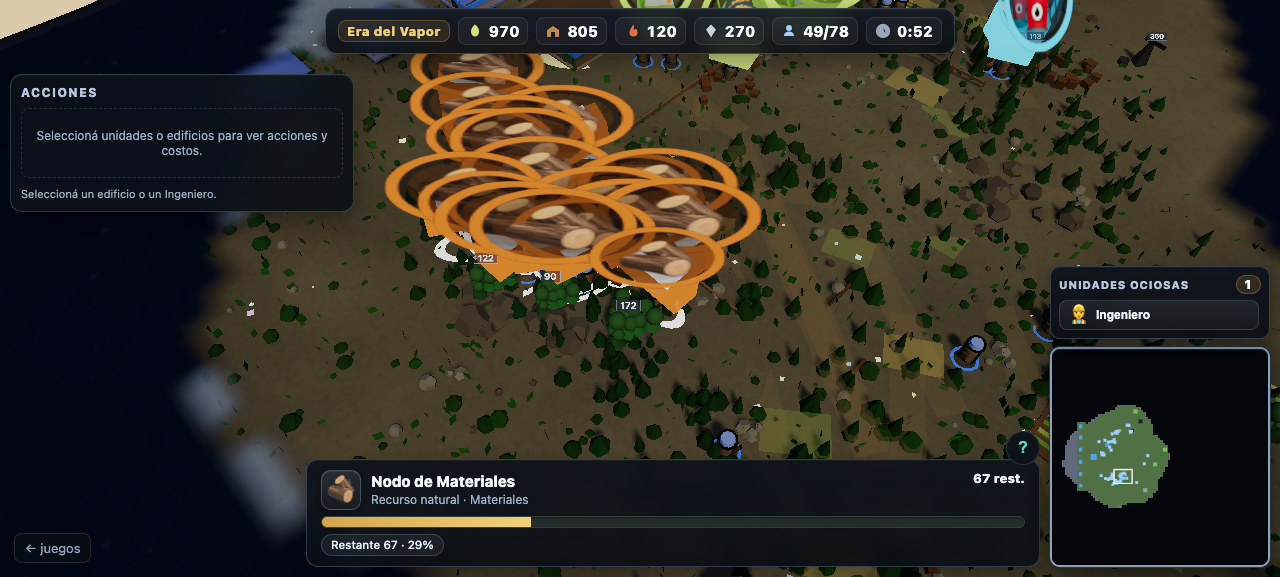 Era del Vapor 970 805 120 270 49/78 0:52
113
360
ACCIONES
Seleccioná unidades o edificios para ver acciones y
costos.
Seleccioná un edificio o un Ingeniero.
122
90
172
UNIDADES OCIOSAS 1
Ingeniero
?
Nodo de Materiales
67 rest.
Recurso natural · Materiales
Restante 67 · 29%
← juegos